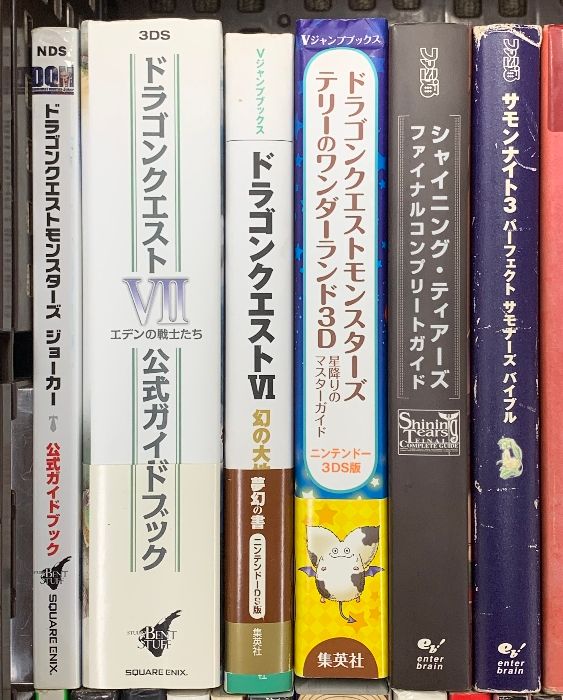 NDS
DQM
ドラゴンクエストモンスターズ ジョーカー
公式ガイドブック
STUDIO BENT STUFF
SQUARE ENIX.
3DS
ドラゴンクエスト
VII
エデンの戦士たち
公式ガイドブック
STUDIO BENT STUFF
SQUARE ENIX.
Vジャンプブックス
ドラゴンクエストVI
幻の大地
夢幻の書
ニンテンドーDS版
集英社
Vジャンプブックス
ドラゴンクエストモンスターズ
テリーのワンダーランド3D
星降りの
マスターガイド
ニンテンドー
3DS版
集英社
ファミ通
シャイニング・ティアーズ
ファイナルコンプリートガイド
Shining
Tears
FINAL
COMPLETE GUIDE
eb!
enter
brain
ファミ通
サモンナイト3 パーフェクト サモナーズ バイブル
eb!
enter
brain